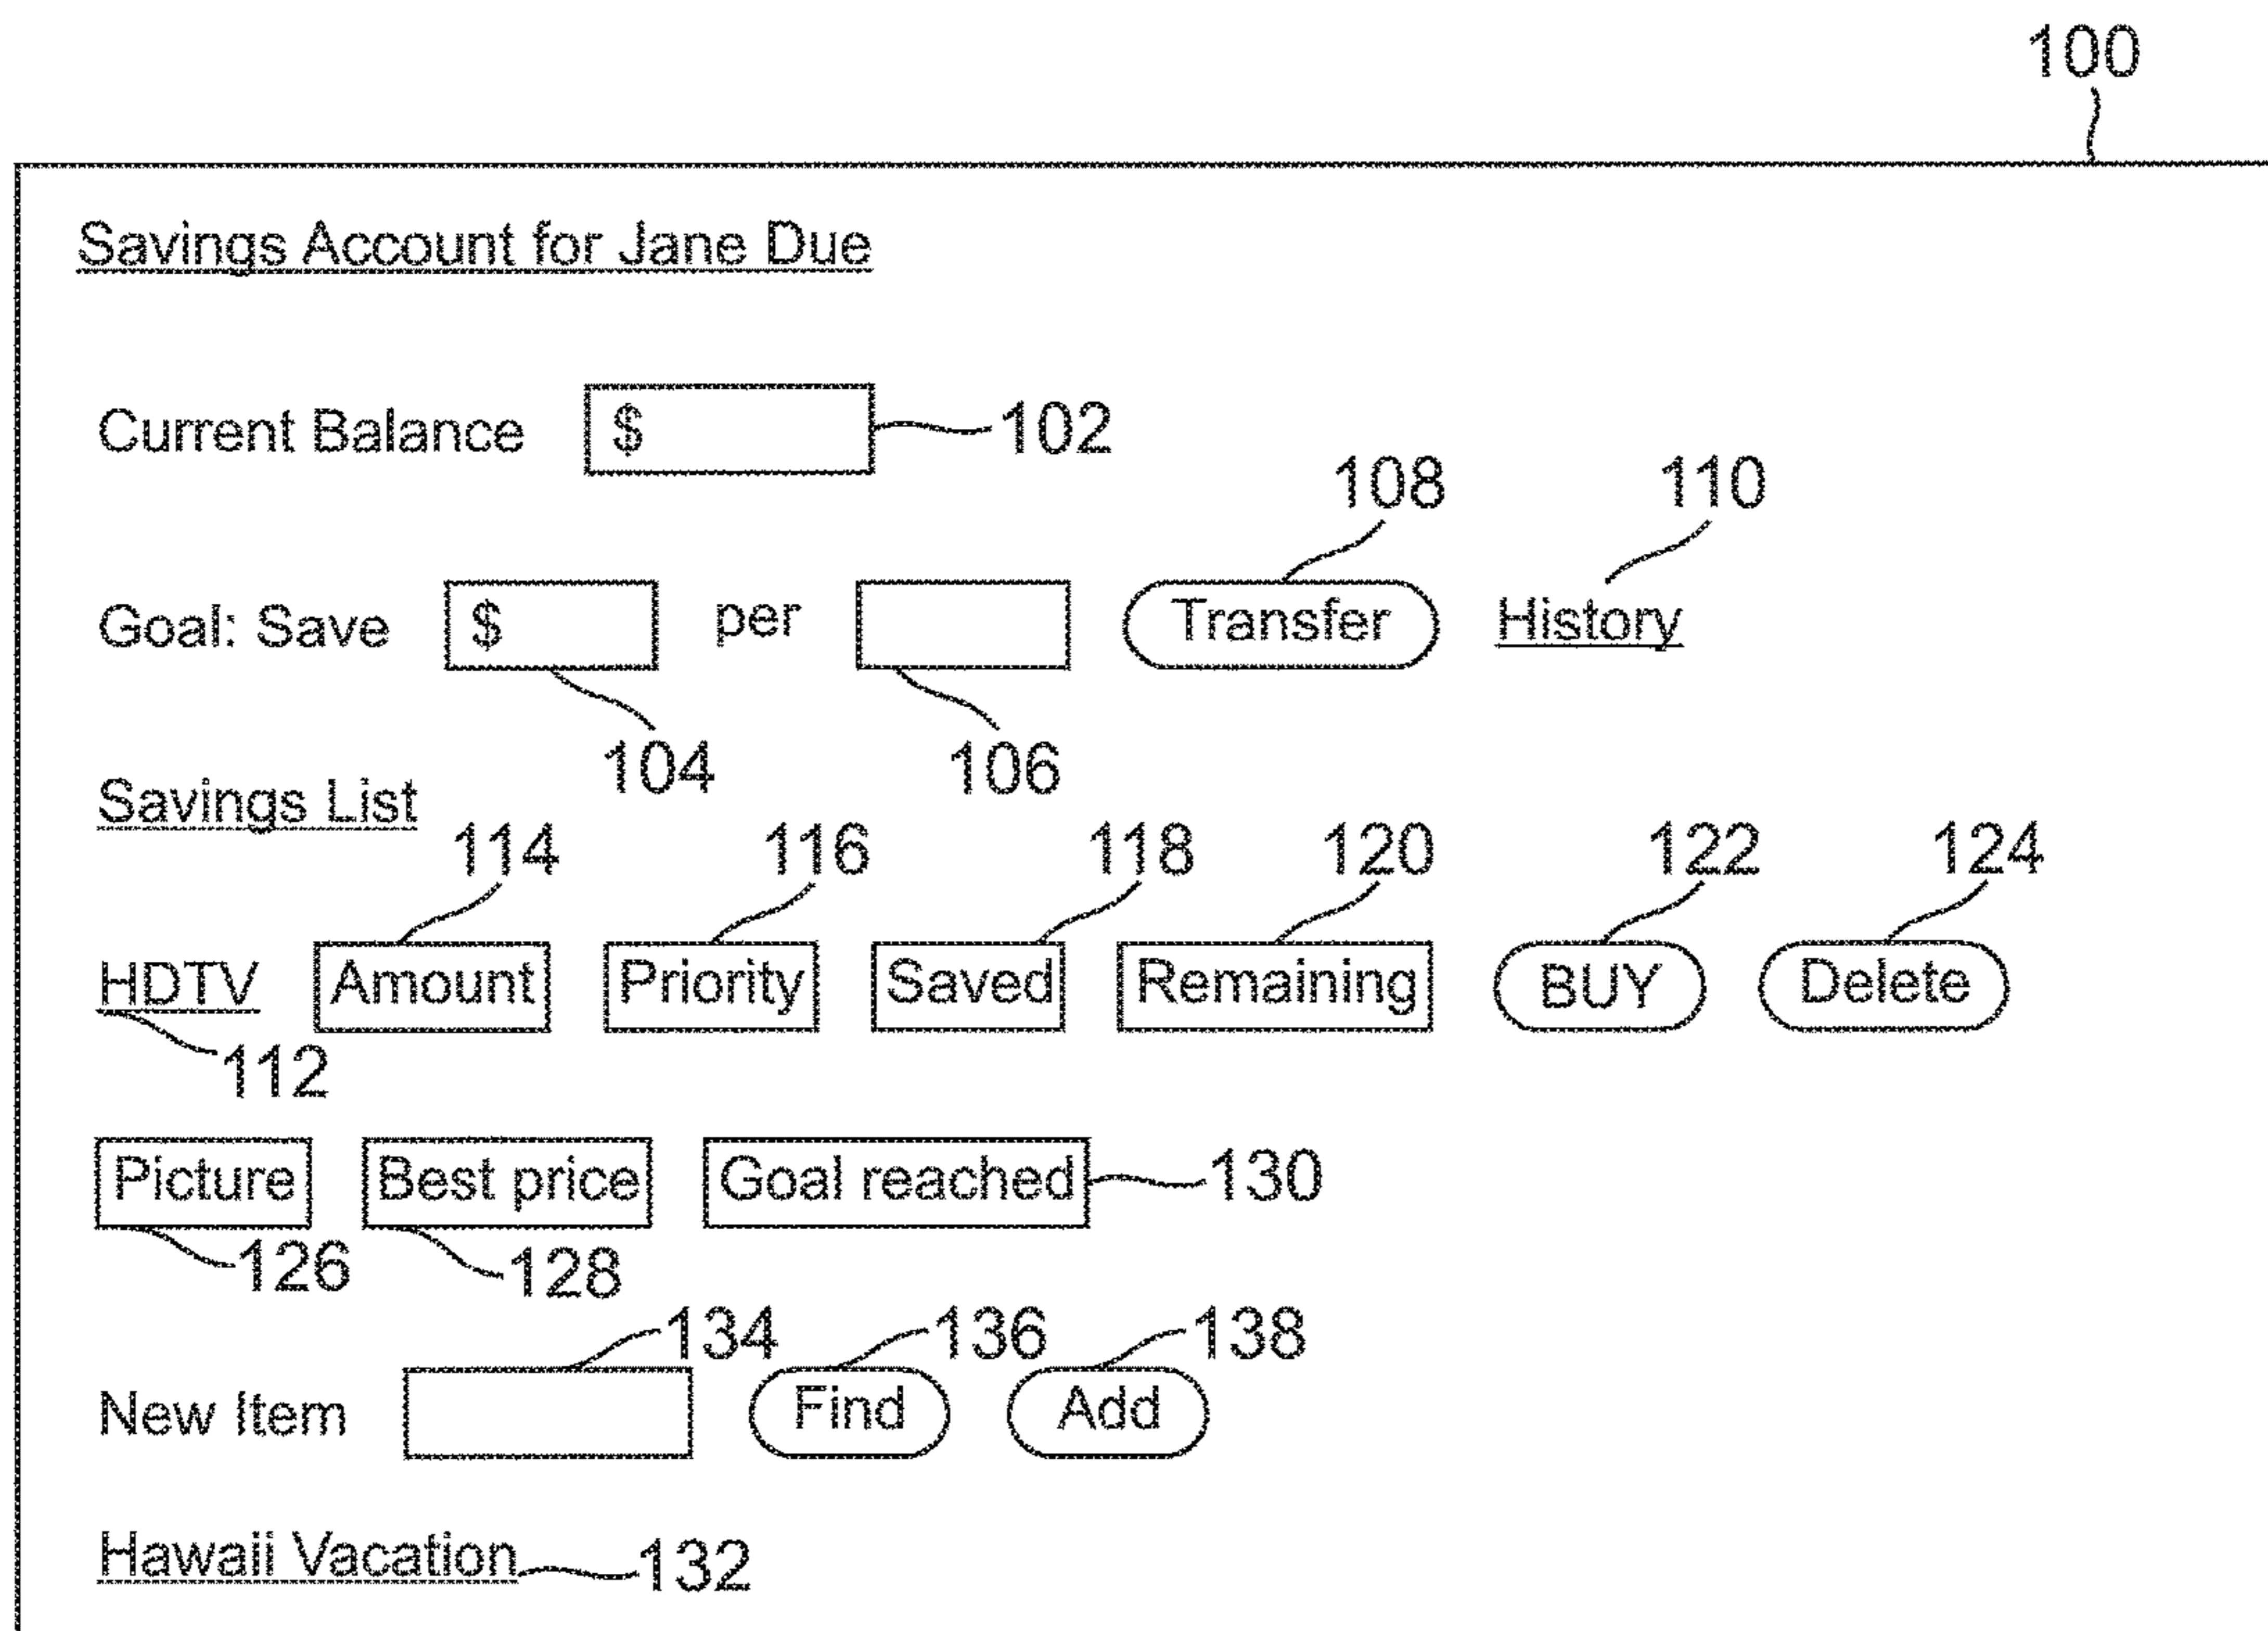 100
Savings Account for Jane Due
Current Balance $ 102
108 110
Goal: Save $ per Transfer History
104 106
Savings List
114 116 118 120 122 124
HDTV Amount Priority Saved Remaining BUY Delete
112
Picture Best price Goal reached 130
126 128
134 136 138
New Item Find Add
Hawaii Vacation 132